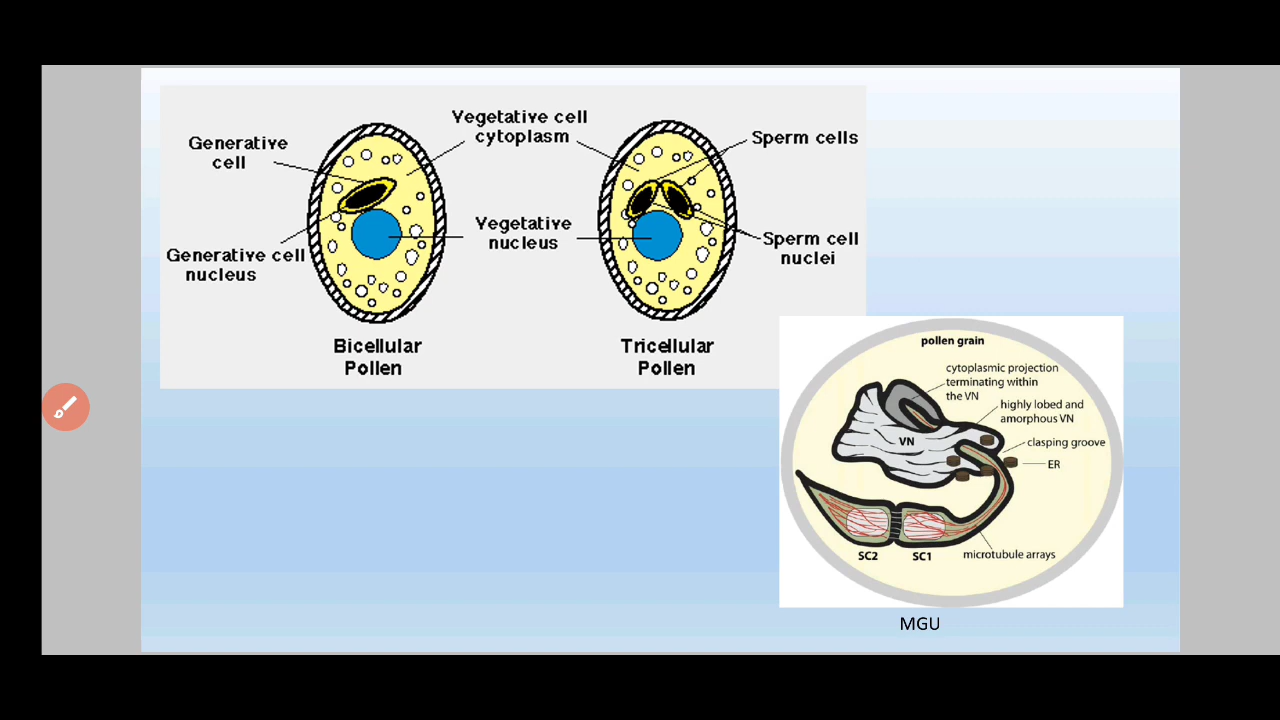 Vegetative cell
cytoplasm
Generative
cell
Sperm cells
Vegetative
nucleus
Generative cell
nucleus
Sperm cell
nuclei
Bicellular
Pollen
Tricellular
Pollen
pollen grain
cytoplasmic projection
terminating within
the VN
highly lobed and
amorphous VN
VN
clasping groove
ER
SC2
SC1
microtubule arrays
MGU